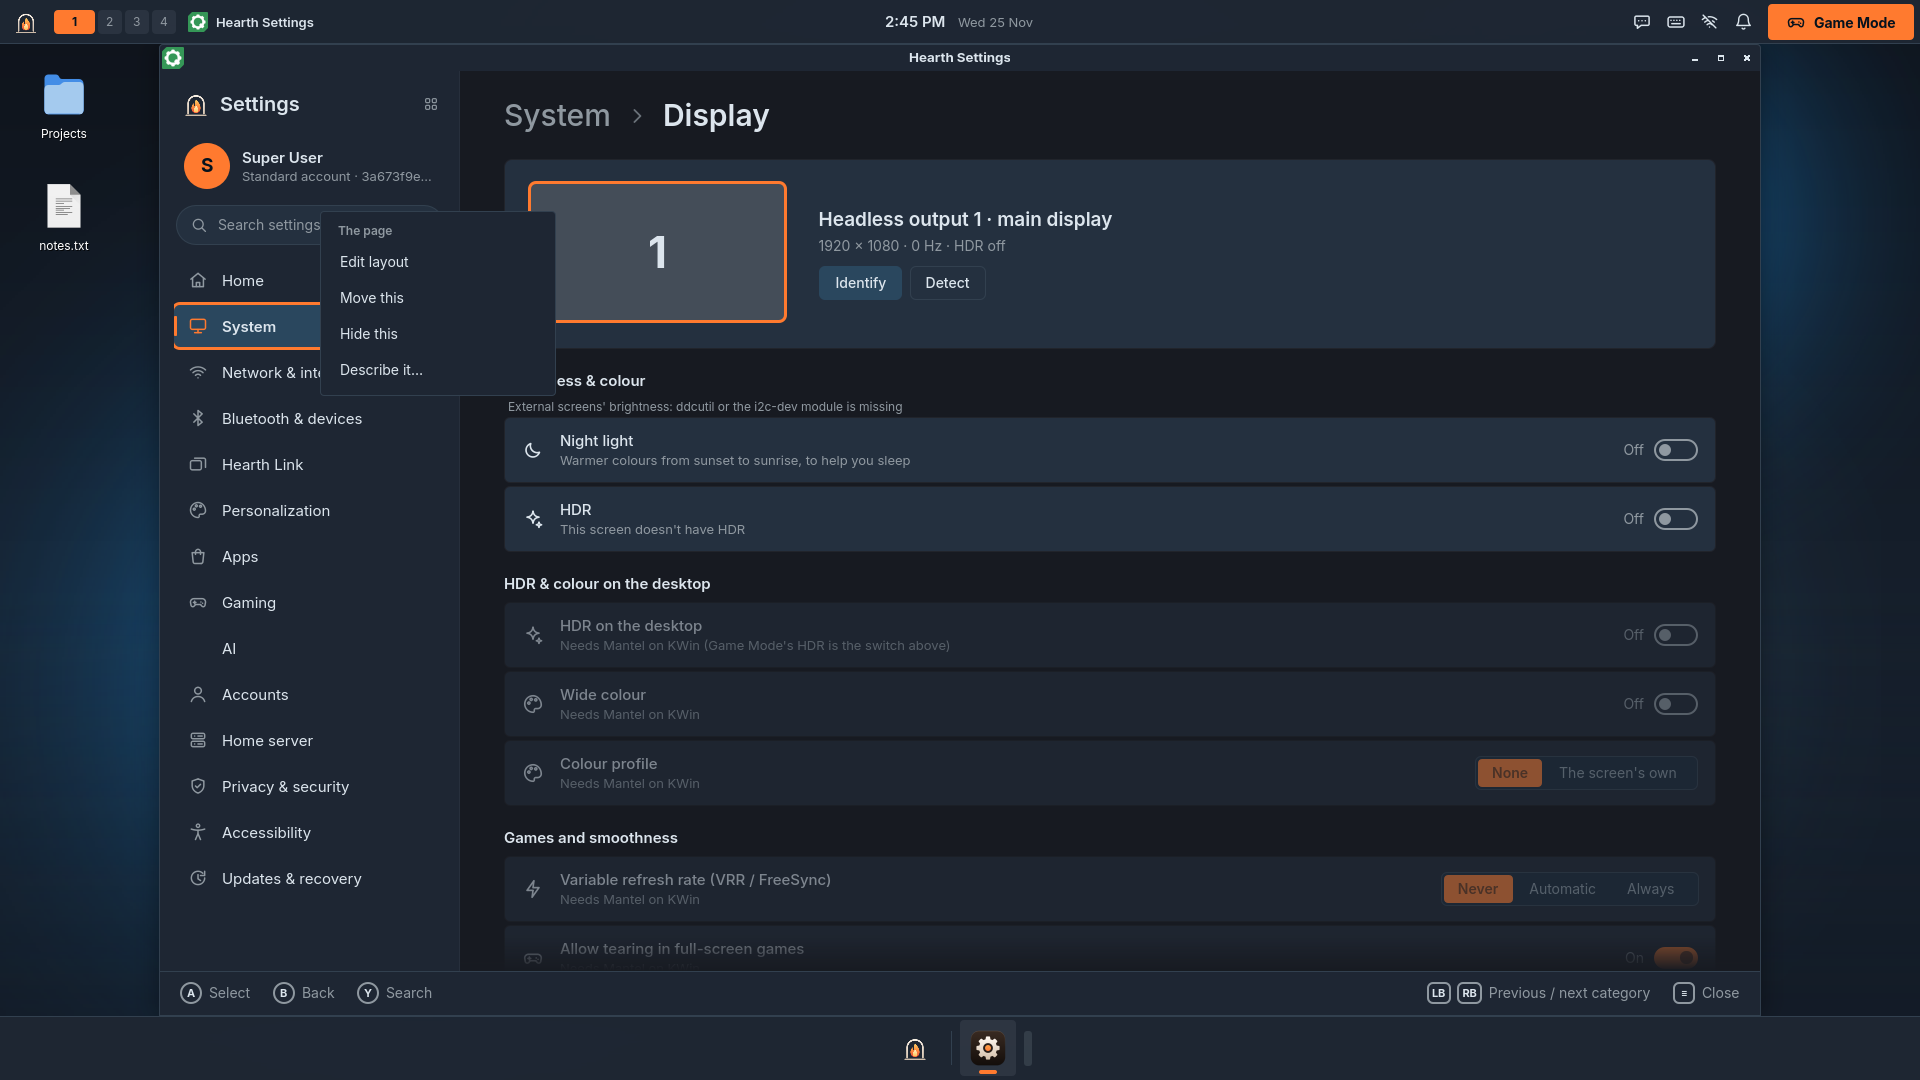 1 2 3 4 Hearth Settings
2:45 PM Wed 25 Nov
Game Mode
Projects
notes.txt
Hearth Settings
Settings
S
Super User
Standard account · 3a673f9e...
Search settings
Home
System
Network & inte
Bluetooth & devices
Hearth Link
Personalization
Apps
Gaming
AI
Accounts
Home server
Privacy & security
Accessibility
Updates & recovery
The page
Edit layout
Move this
Hide this
Describe it...
System > Display
1
Headless output 1 · main display
1920 × 1080 · 0 Hz · HDR off
Identify Detect
ess & colour
External screens' brightness: ddcutil or the i2c-dev module is missing
Night light
Warmer colours from sunset to sunrise, to help you sleep
Off
HDR
This screen doesn't have HDR
Off
HDR & colour on the desktop
HDR on the desktop
Needs Mantel on KWin (Game Mode's HDR is the switch above)
Off
Wide colour
Needs Mantel on KWin
Off
Colour profile
Needs Mantel on KWin
None The screen's own
Games and smoothness
Variable refresh rate (VRR / FreeSync)
Needs Mantel on KWin
Never Automatic Always
Allow tearing in full-screen games
On
A Select B Back Y Search
LB RB Previous / next category Close